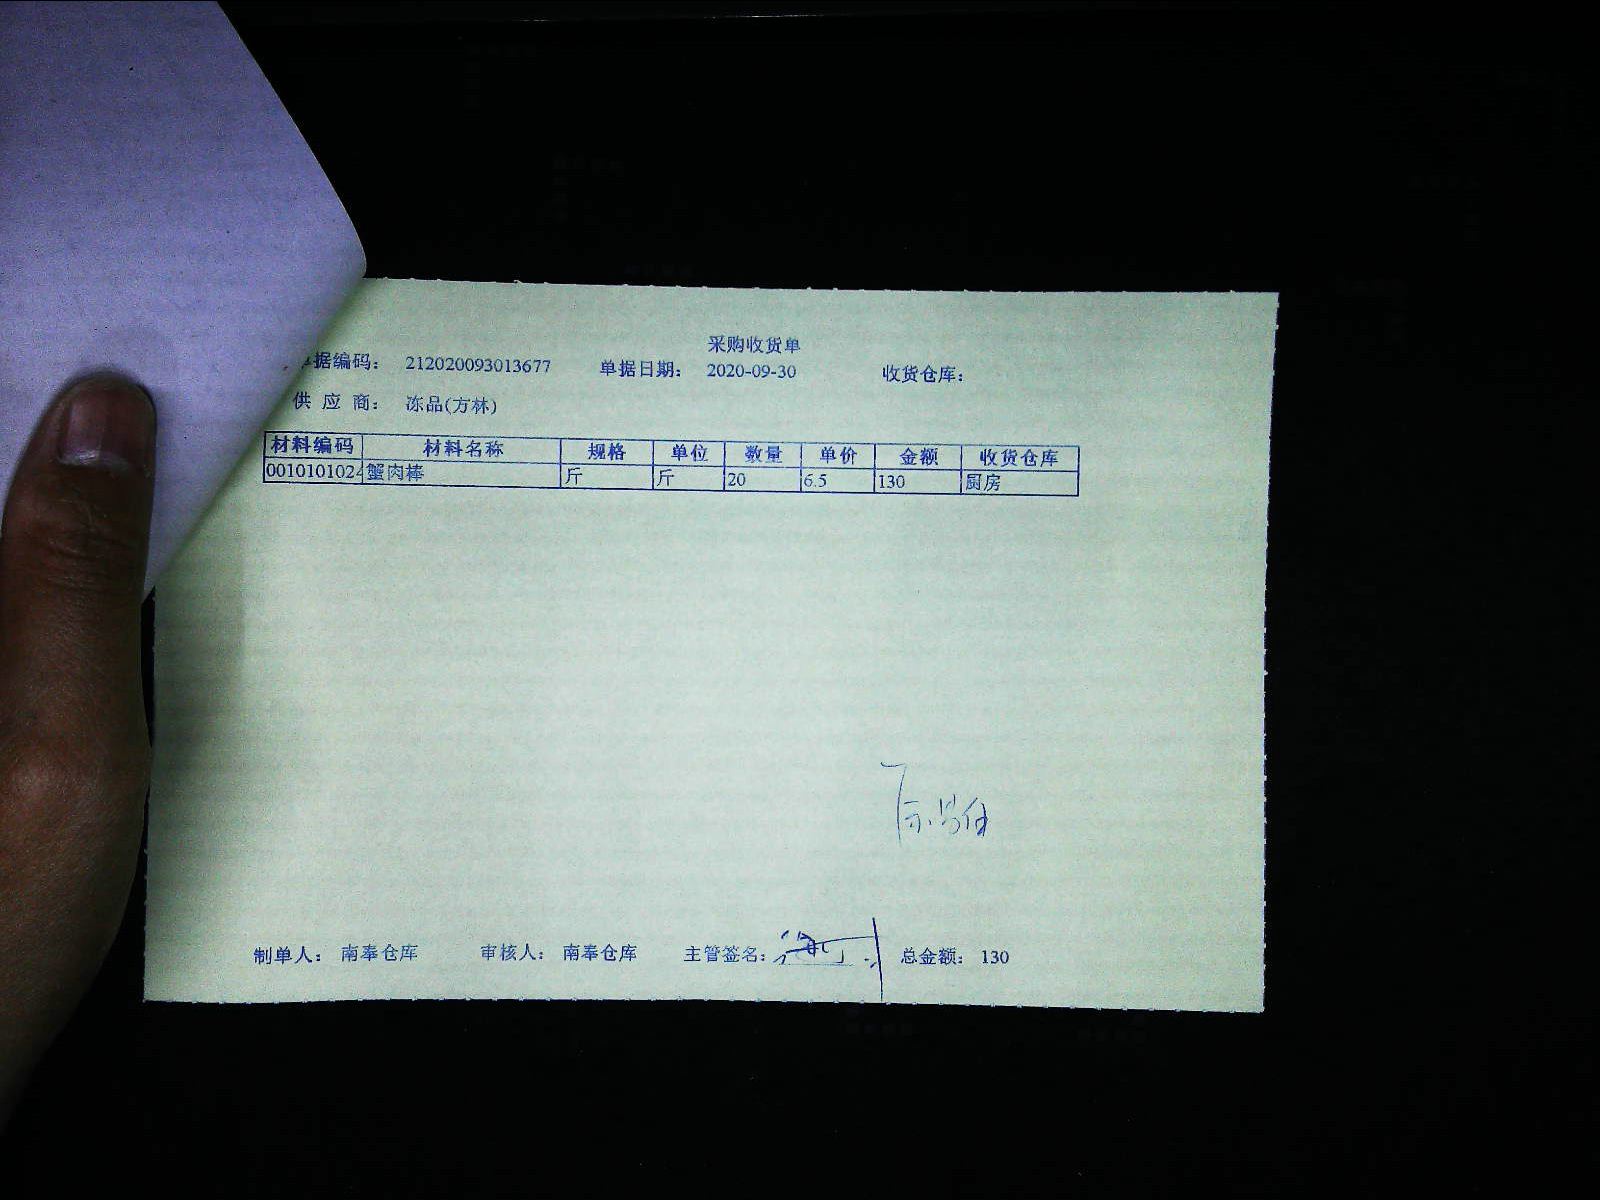 采购收货单
单据编码： 212020093013677 单据日期： 2020-09-30 收货仓库：
供 应 商： 冻品(方林)
材料编码 材料名称 规格 单位 数量 单价 金额 收货仓库
0010101024 蟹肉棒 斤 斤 20 6.5 130 厨房
制单人： 南奉仓库 审核人： 南奉仓库 主管签名： 总金额： 130